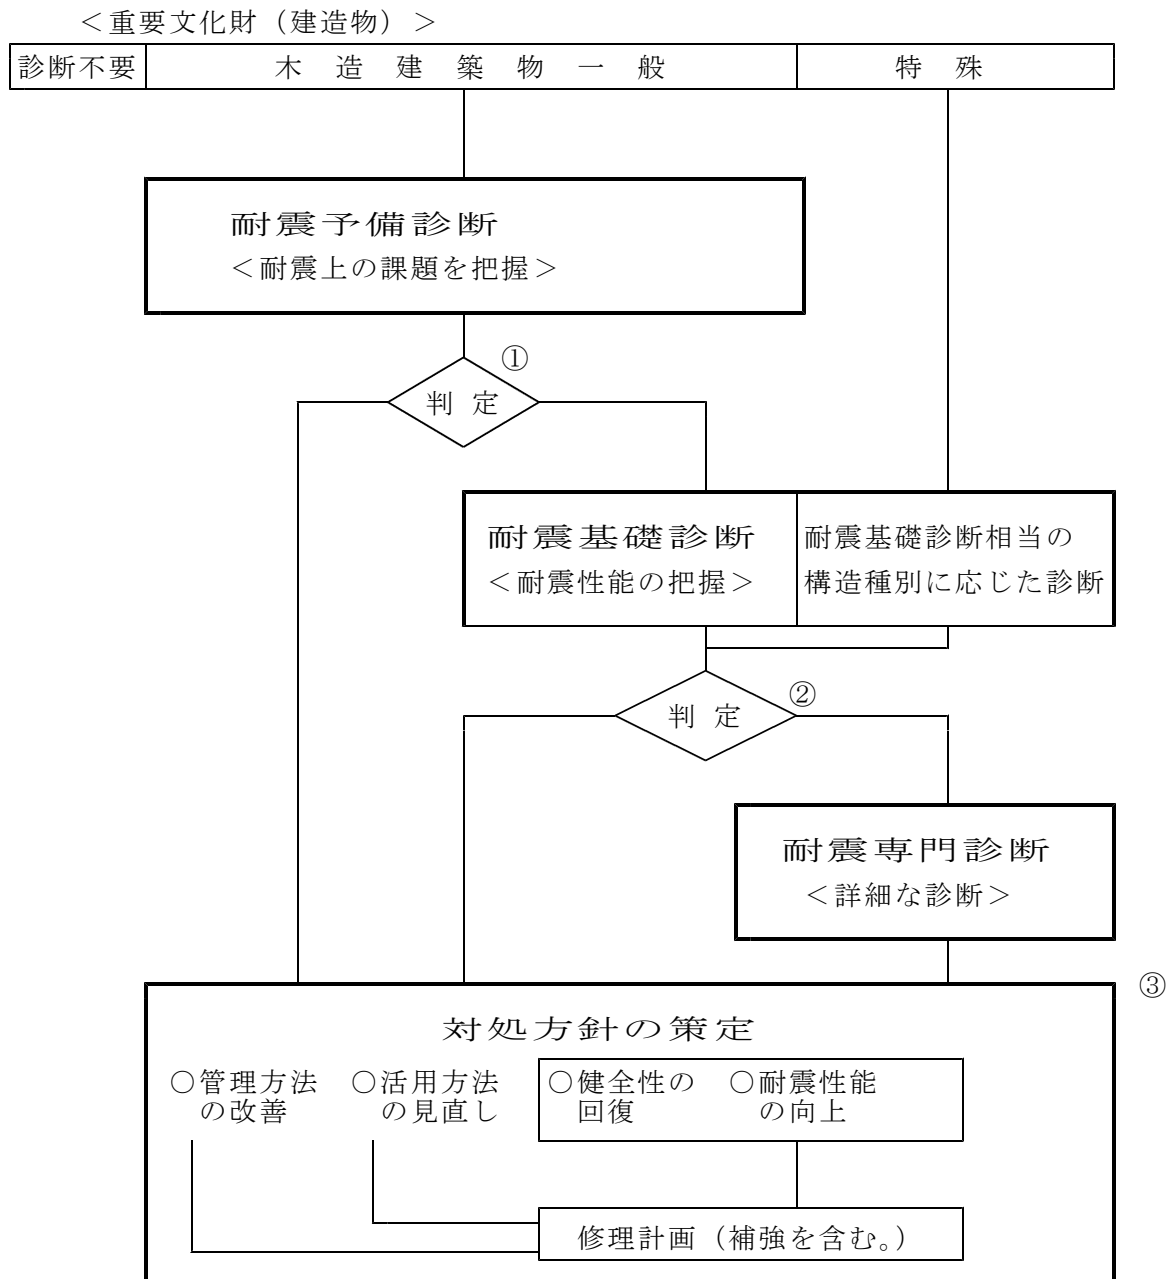 ＜重要文化財（建造物）＞
診断不要 木造建築物一般 特殊
耐震予備診断
＜耐震上の課題を把握＞
①
判定
耐震基礎診断
＜耐震性能の把握＞
耐震基礎診断相当の
構造種別に応じた診断
②
判定
耐震専門診断
＜詳細な診断＞
③
対処方針の策定
○管理方法
の改善
○活用方法
の見直し
○健全性の
回復
○耐震性能
の向上
修理計画（補強を含む。）